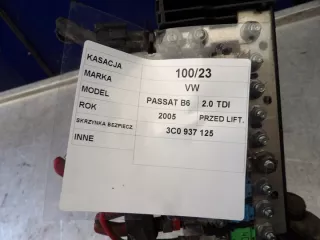 KASACJA 100/23
MARKA VW
MODEL PASSAT B6 2.0 TDI
ROK 2005 PRZED LIFT.
SKRZYNKA BEZPIECZ. 3C0 937 125
INNE